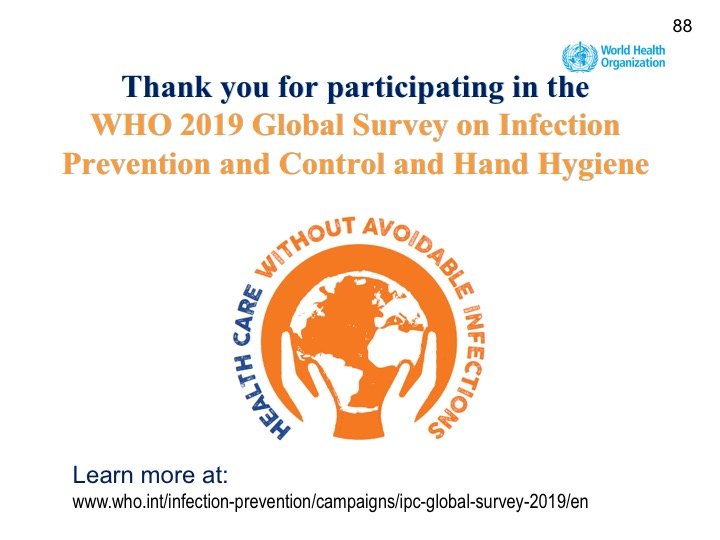 88
World Health
Organization
Thank you for participating in the
WHO 2019 Global Survey on Infection
Prevention and Control and Hand Hygiene
HEALTH CARE WITHOUT AVOIDABLE INFECTIONS
Learn more at:
www.who.int/infection-prevention/campaigns/ipc-global-survey-2019/en